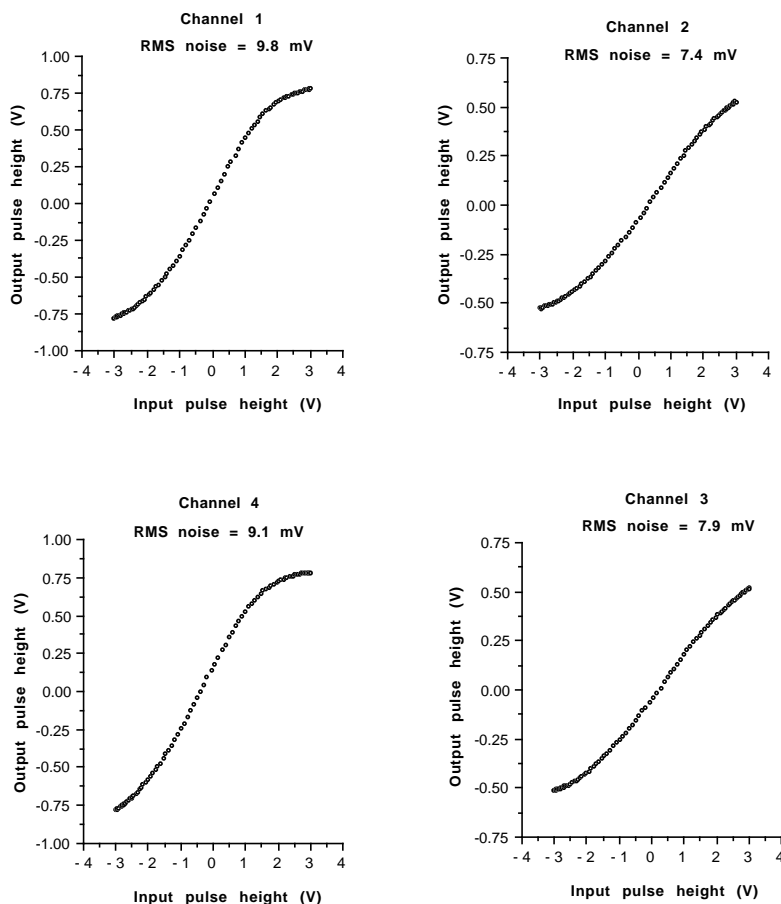 Channel 1
RMS noise = 9.8 mV
1.00
0.75
0.50
0.25
0.00
-0.25
-0.50
-0.75
-1.00
Output pulse height (V)
- 4 - 3 - 2 - 1 0 1 2 3 4
Input pulse height (V)
Channel 2
RMS noise = 7.4 mV
0.75
0.50
0.25
0.00
-0.25
-0.50
-0.75
Output pulse height (V)
- 4 - 3 - 2 - 1 0 1 2 3 4
Input pulse height (V)
Channel 4
RMS noise = 9.1 mV
1.00
0.75
0.50
0.25
0.00
-0.25
-0.50
-0.75
-1.00
Output pulse height (V)
- 4 - 3 - 2 - 1 0 1 2 3 4
Input pulse height (V)
Channel 3
RMS noise = 7.9 mV
0.75
0.50
0.25
0.00
-0.25
-0.50
-0.75
Output pulse height (V)
- 4 - 3 - 2 - 1 0 1 2 3 4
Input pulse height (V)